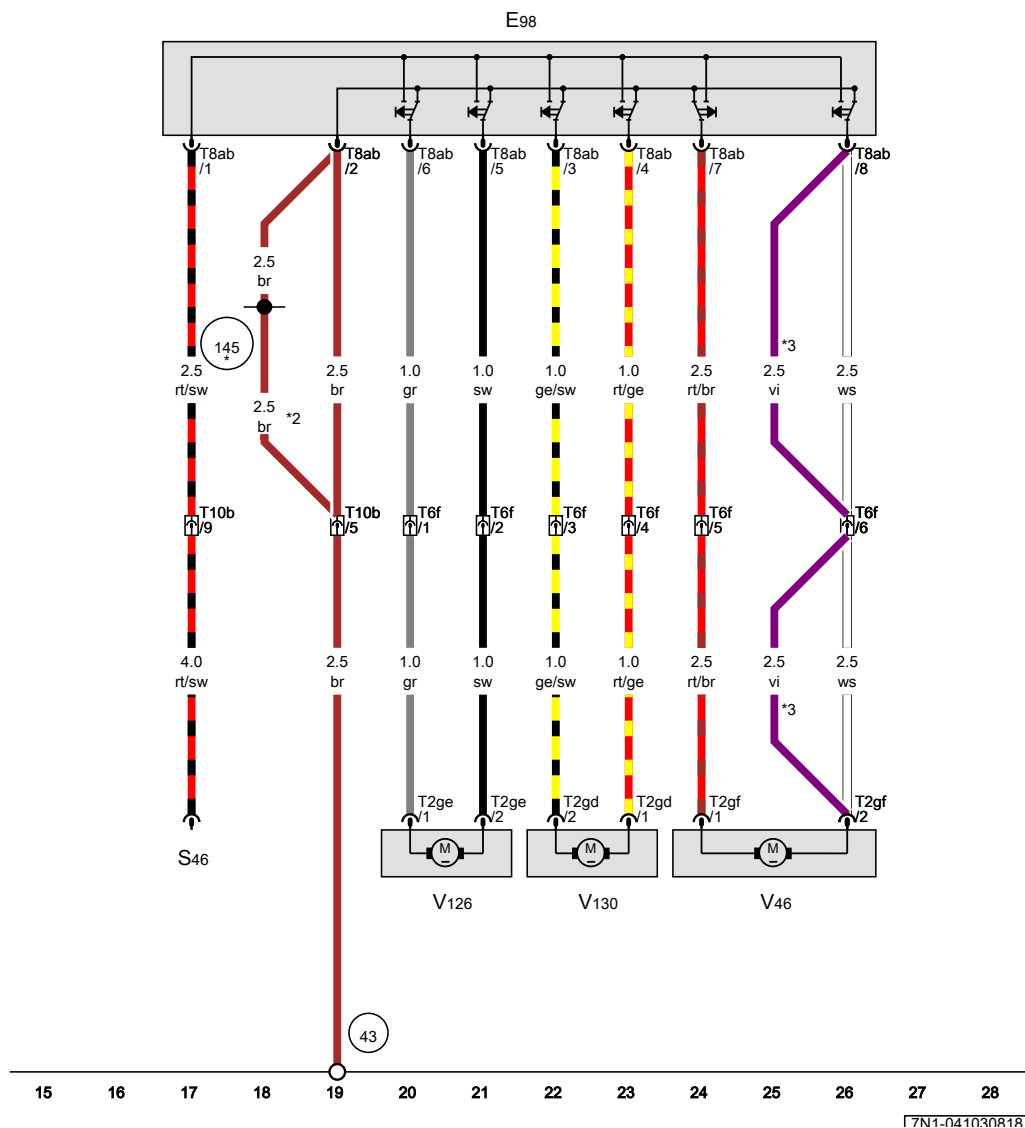 E98
T8ab T8ab T8ab T8ab T8ab T8ab T8ab T8ab
/1 /2 /6 /5 /3 /4 /7 /8
2.5
br
145
*
*3
2.5 2.5 1.0 1.0 1.0 1.0 2.5 2.5 2.5
rt/sw br gr sw ge/sw rt/ge rt/br vi ws
2.5
br *2
T10b T10b T6f T6f T6f T6f T6f T6f
/9 /5 /1 /2 /3 /4 /5 /6
4.0 2.5 1.0 1.0 1.0 1.0 2.5 2.5 2.5
rt/sw br gr sw ge/sw rt/ge rt/br vi ws
*3
T2ge T2ge T2gd T2gd T2gf T2gf
/1 /2 /2 /1 /1 /2
M M M
S46
V126 V130 V46
43
15 16 17 18 19 20 21 22 23 24 25 26 27 28
7N1-041030818